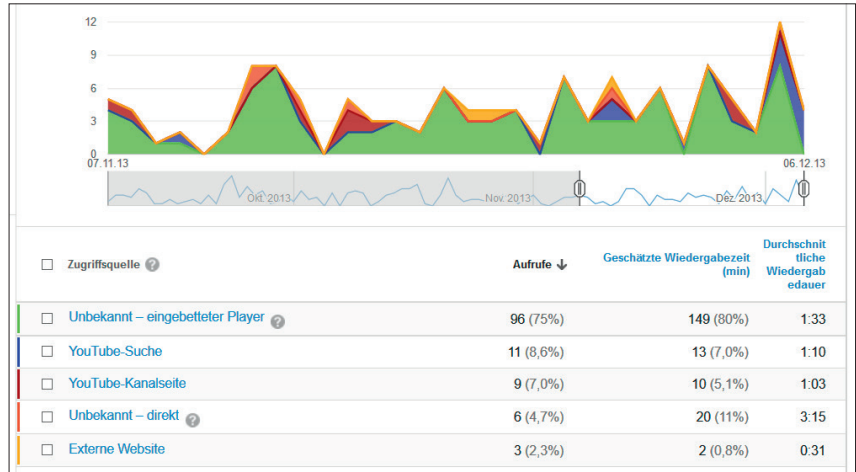 12
9
6
3
0
07.11.13 06.12.13
Okt. 2013 Nov. 2013 Dez. 2013
Zugriffsquelle ? Aufrufe ↓ Geschätzte Wiedergabezeit (min) Durchschnit
tliche
Wiedergab
edauer
Unbekannt – eingebetteter Player ? 96 (75%) 149 (80%) 1:33
YouTube-Suche 11 (8,6%) 13 (7,0%) 1:10
YouTube-Kanalseite 9 (7,0%) 10 (5,1%) 1:03
Unbekannt – direkt ? 6 (4,7%) 20 (11%) 3:15
Externe Website 3 (2,3%) 2 (0,8%) 0:31